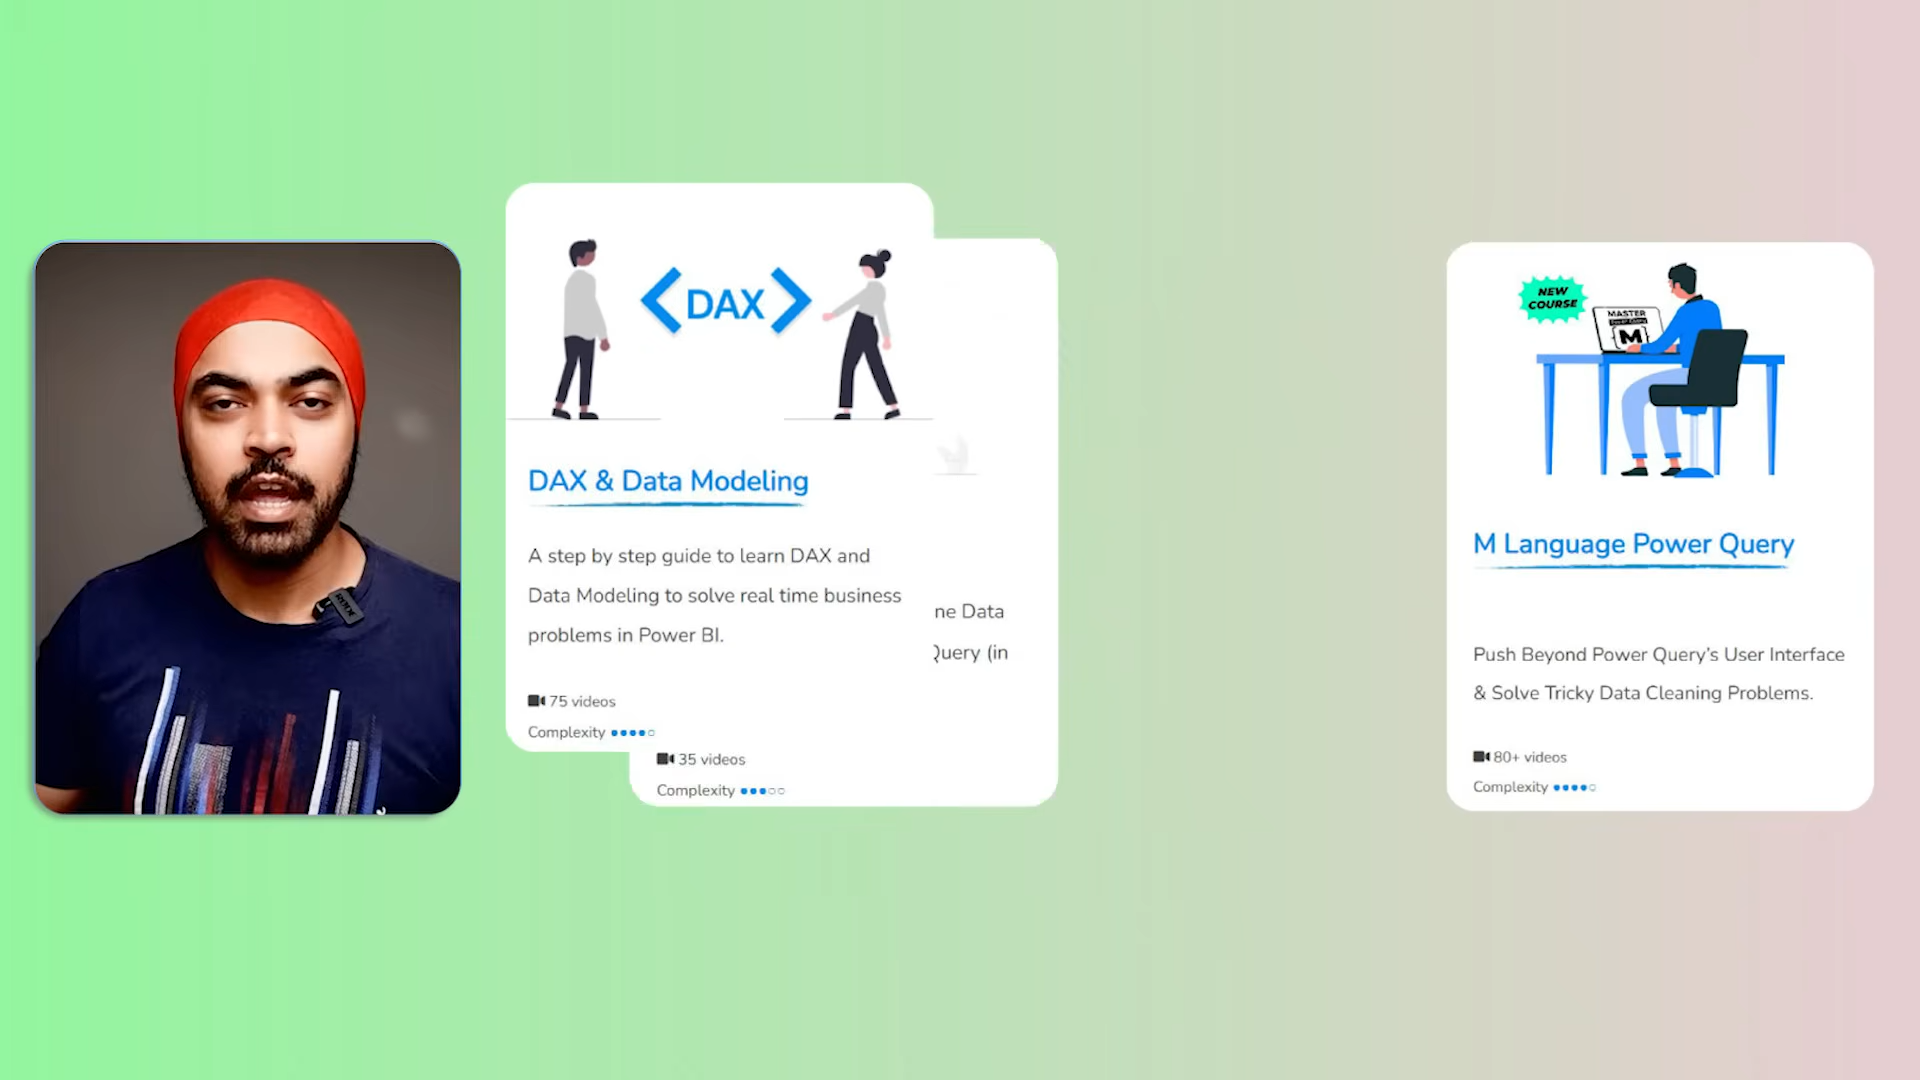 DAX
DAX & Data Modeling
A step by step guide to learn DAX and
Data Modeling to solve real time business
problems in Power BI.
75 videos
Complexity
ne Data
Query (in
35 videos
Complexity
NEW
COURSE
MASTER
M
M Language Power Query
Push Beyond Power Query's User Interface
& Solve Tricky Data Cleaning Problems.
80+ videos
Complexity
RODE